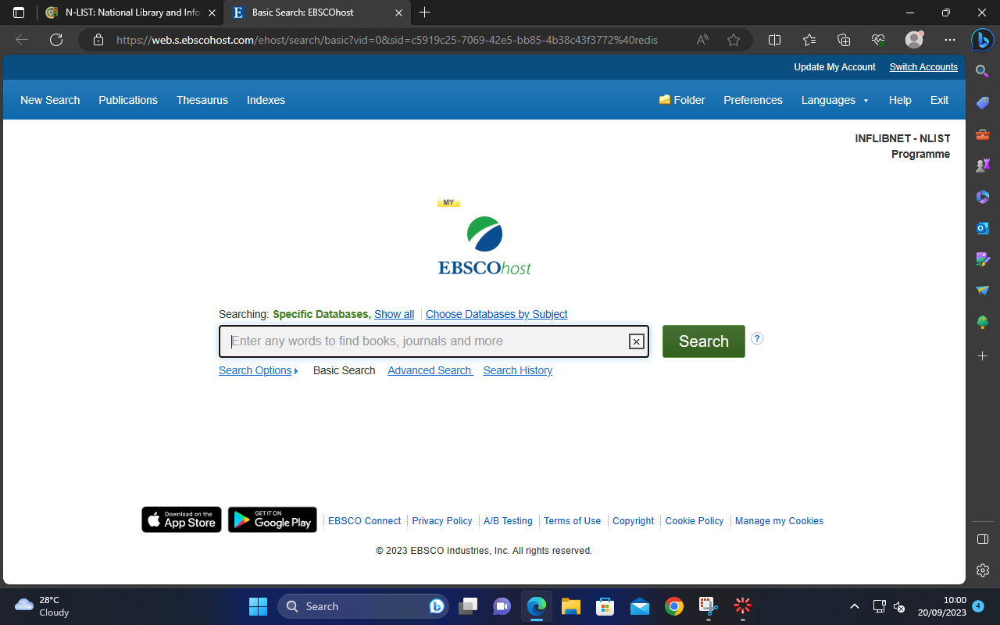 N-LIST: National Library and Info
Basic Search: EBSCOhost
https://web.s.ebscohost.com/ehost/search/basic?vid=0&sid=c5919c25-7069-42e5-bb85-4b38c43f3772%40redis
Update My Account Switch Accounts
New Search Publications Thesaurus Indexes Folder Preferences Languages Help Exit
INFLIBNET - NLIST
Programme
MY
EBSCOhost
Searching: Specific Databases, Show all Choose Databases by Subject
Enter any words to find books, journals and more
Search ?
Search Options Basic Search Advanced Search Search History
Download on the App Store
GET IT ON Google Play
EBSCO Connect Privacy Policy A/B Testing Terms of Use Copyright Cookie Policy Manage my Cookies
© 2023 EBSCO Industries, Inc. All rights reserved.
28°C
Cloudy
Search
10:00
20/09/2023
4